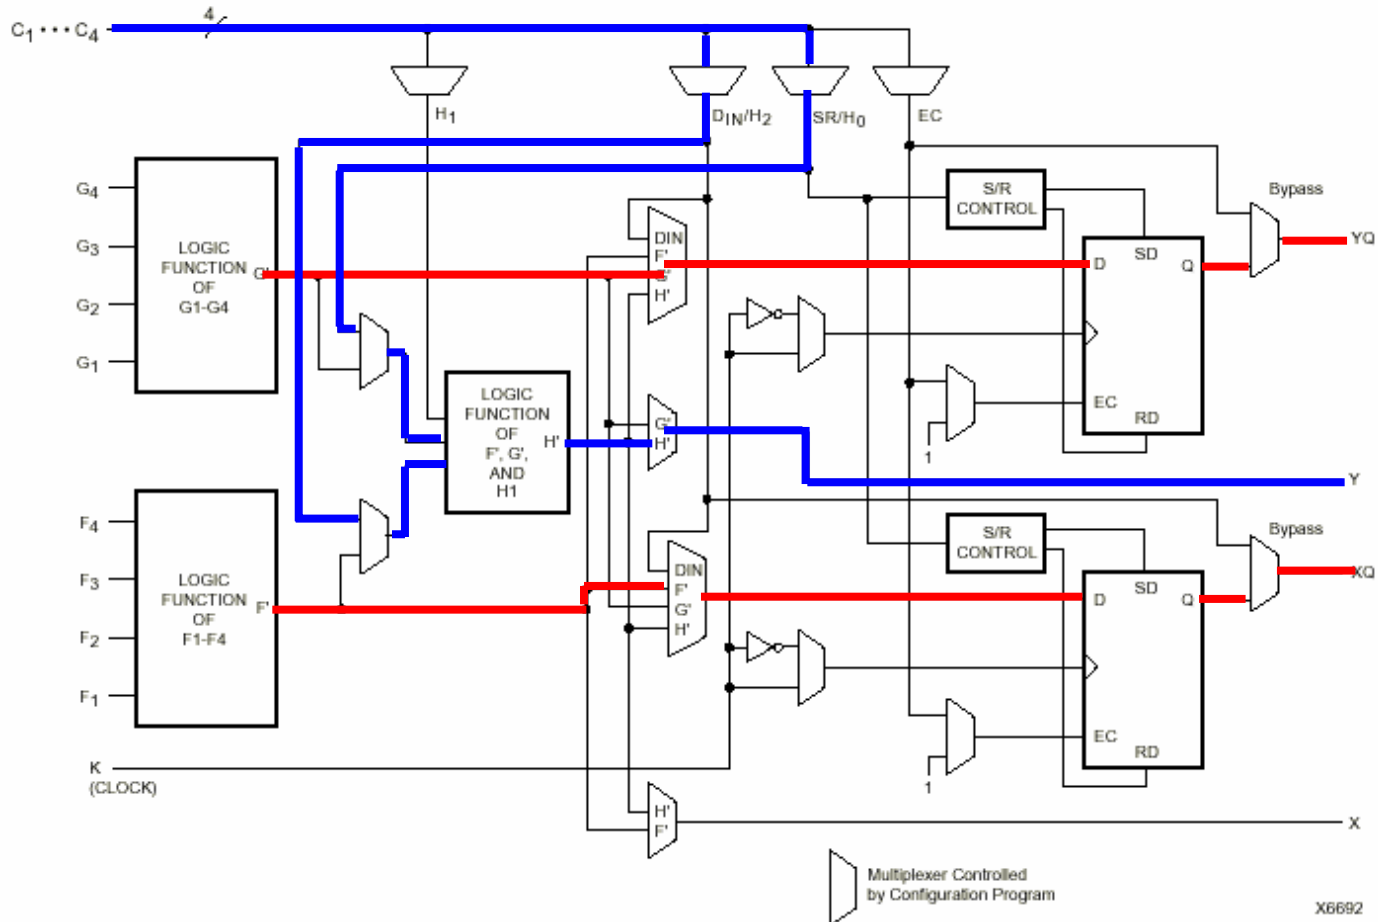 4
C1 • • • C4
H1
DIN/H2
SR/H0
EC
G4
G3
G2
G1
LOGIC
FUNCTION
OF
G1-G4
G'
DIN
F'
G'
H'
S/R
CONTROL
Bypass
YQ
D
SD
Q
EC
RD
1
LOGIC
FUNCTION
OF
F', G',
AND
H1
H'
G'
H'
Y
F4
F3
F2
F1
LOGIC
FUNCTION
OF
F1-F4
F'
DIN
F'
G'
H'
S/R
CONTROL
Bypass
XQ
D
SD
Q
EC
RD
1
K
(CLOCK)
H'
F'
X
Multiplexer Controlled
by Configuration Program
X6692